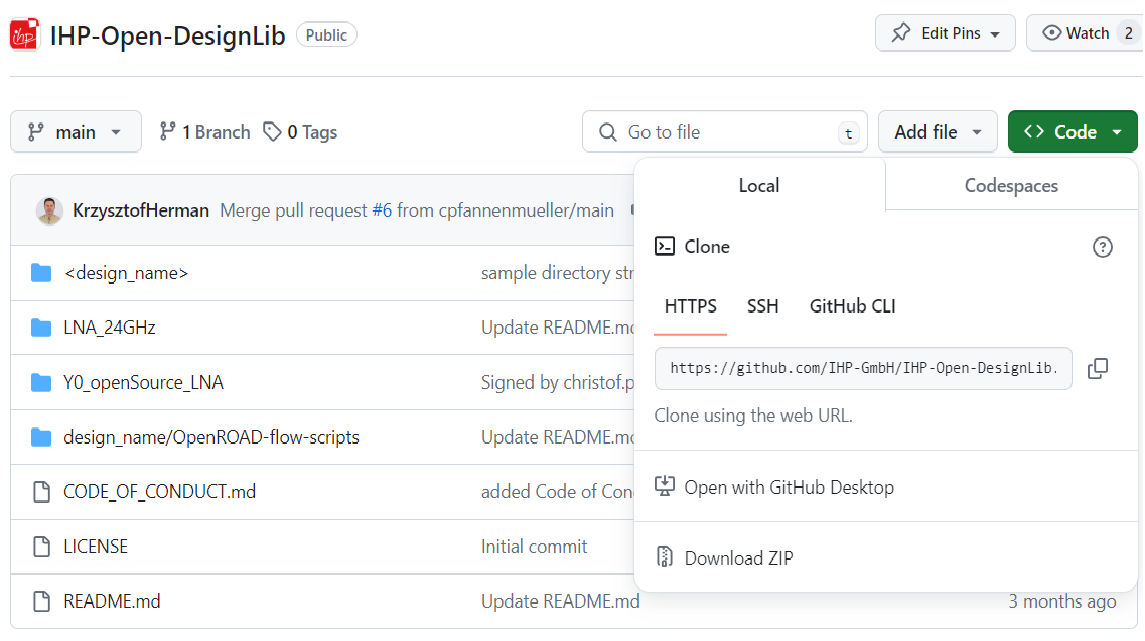 ihp IHP-Open-DesignLib Public Edit Pins Watch 2
main 1 Branch 0 Tags Go to file t Add file Code
Local Codespaces
KrzysztofHerman Merge pull request #6 from cpfannenmueller/main
Clone
<design_name> sample directory str
HTTPS SSH GitHub CLI
LNA_24GHz Update README.md
https://github.com/IHP-GmbH/IHP-Open-DesignLib.
Y0_openSource_LNA Signed by christof.p
Clone using the web URL.
design_name/OpenROAD-flow-scripts Update README.md
Open with GitHub Desktop
CODE_OF_CONDUCT.md added Code of Con
LICENSE Initial commit
Download ZIP
README.md Update README.md 3 months ago